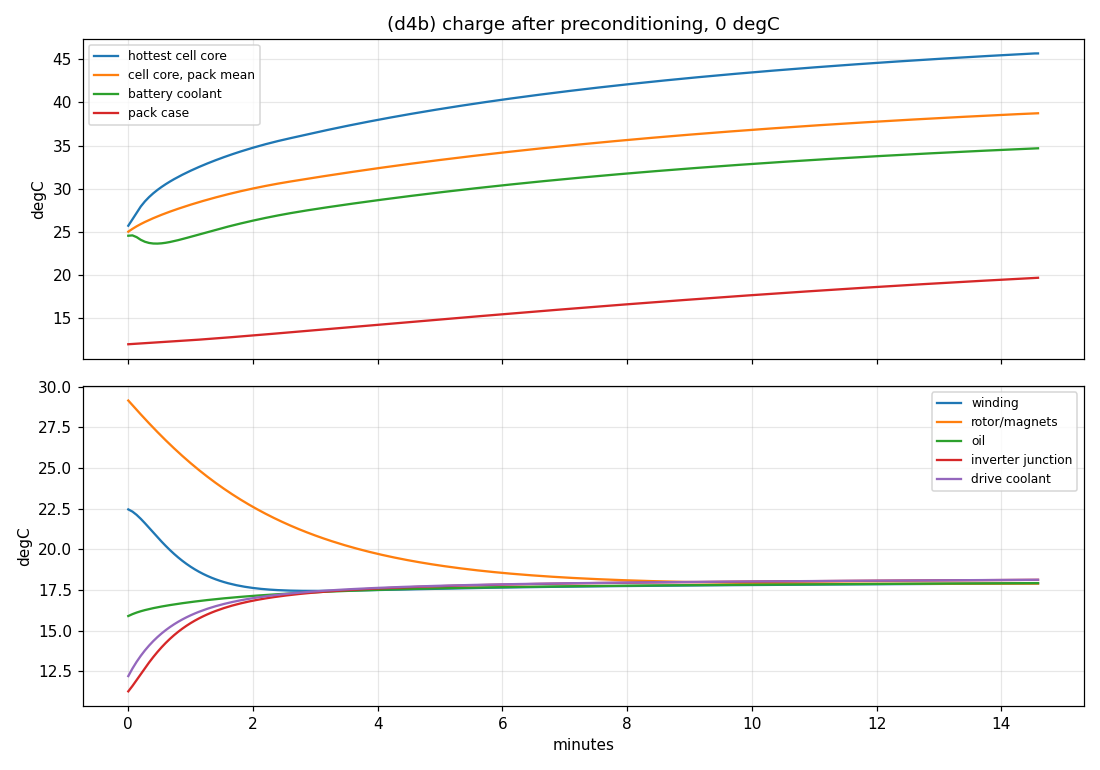 (d4b) charge after preconditioning, 0 degC
hottest cell core
cell core, pack mean
battery coolant
pack case
45
40
35
30
25
20
15
degC
winding
rotor/magnets
oil
inverter junction
drive coolant
30.0
27.5
25.0
22.5
20.0
17.5
15.0
12.5
degC
0 2 4 6 8 10 12 14
minutes